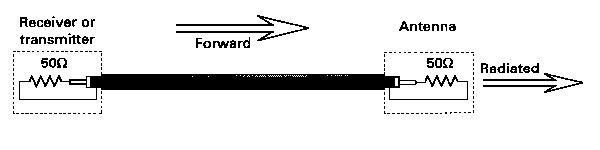 Receiver or
transmitter
50Ω
Forward
Antenna
50Ω
Radiated